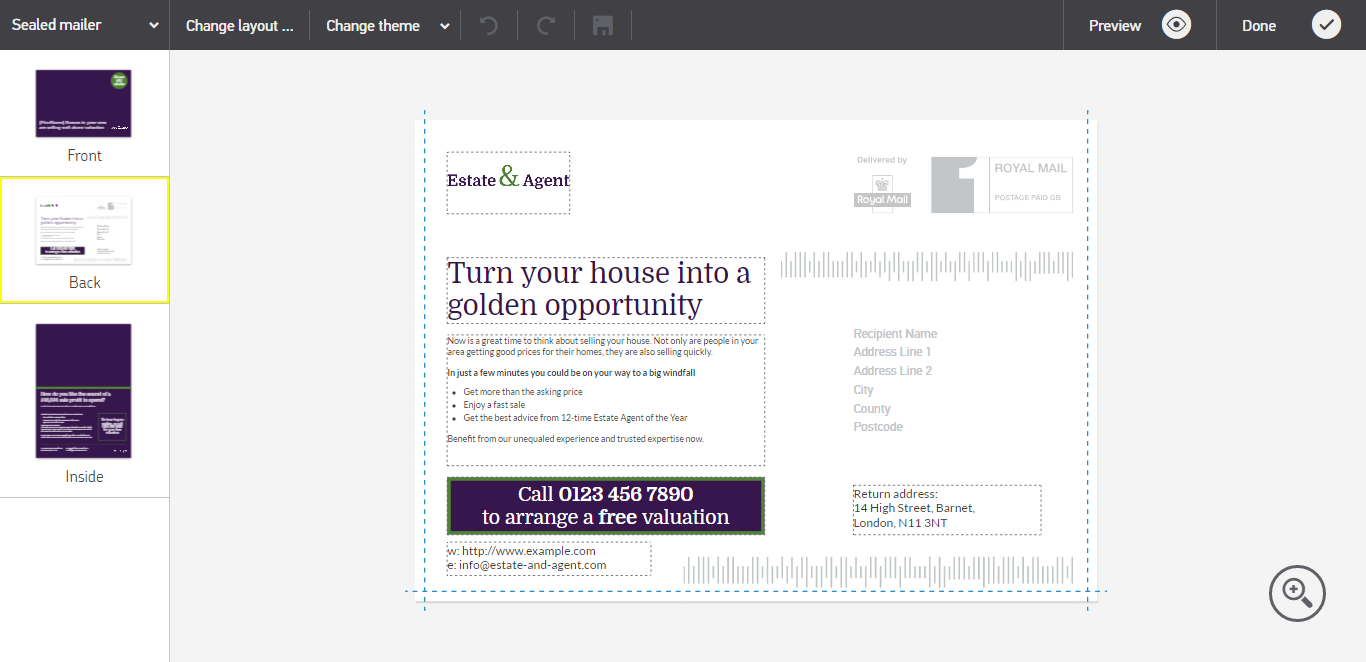 Sealed mailer
Change layout ...
Change theme
Preview
Done
Front
Back
Inside
Estate & Agent
Delivered by
Royal Mail
1
ROYAL MAIL
POSTAGE PAID GB
Turn your house into a
golden opportunity
Now is a great time to think about selling your house. Not only are people in your
area getting good prices for their homes, they are also selling quickly.
In just a few minutes you could be on your way to a big windfall
• Get more than the asking price
• Enjoy a fast sale
• Get the best advice from 12-time Estate Agent of the Year
Benefit from our unequaled experience and trusted expertise now.
Call 0123 456 7890
to arrange a free valuation
w: http://www.example.com
e: info@estate-and-agent.com
Recipient Name
Address Line 1
Address Line 2
City
County
Postcode
Return address:
14 High Street, Barnet,
London, N11 3NT